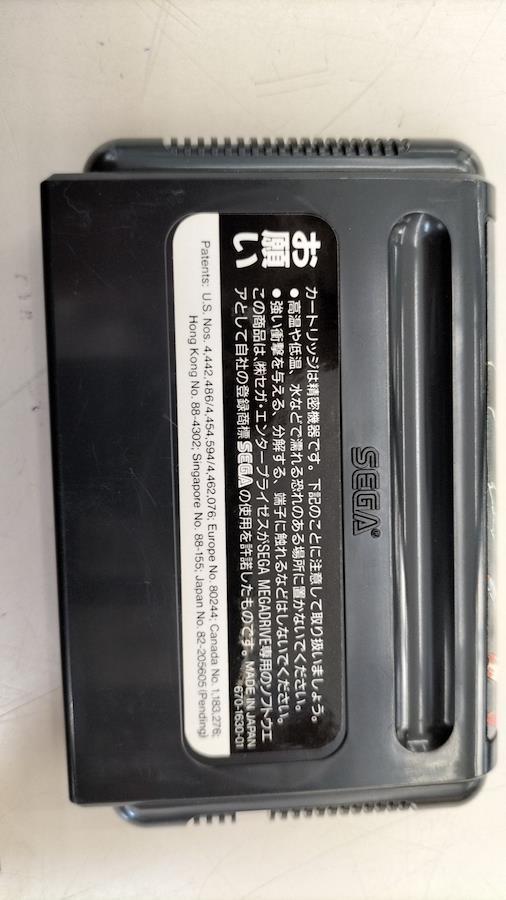 SEGA®
お願い
カートリッジは精密機器です。下記のことに注意して取り扱いましょう。
●高温や低温、水などで濡れる恐れのある場所に置かないでください。
●強い衝撃を与える、分解する、端子に触れるなどはしないでください。
この商品は、㈱セガ・エンタープライゼスがSEGA MEGADRIVE専用のソフトウエ
アとして自社の登録商標SEGAの使用を許諾したものです。MADE IN JAPAN
670-1630-01
Patents: U.S. Nos. 4,442,486/4,454,594/4,462,076; Europe No. 80244; Canada No. 1,183,276;
Hong Kong No. 88-4302; Singapore No. 88-155; Japan No. 82-205605 (Pending)